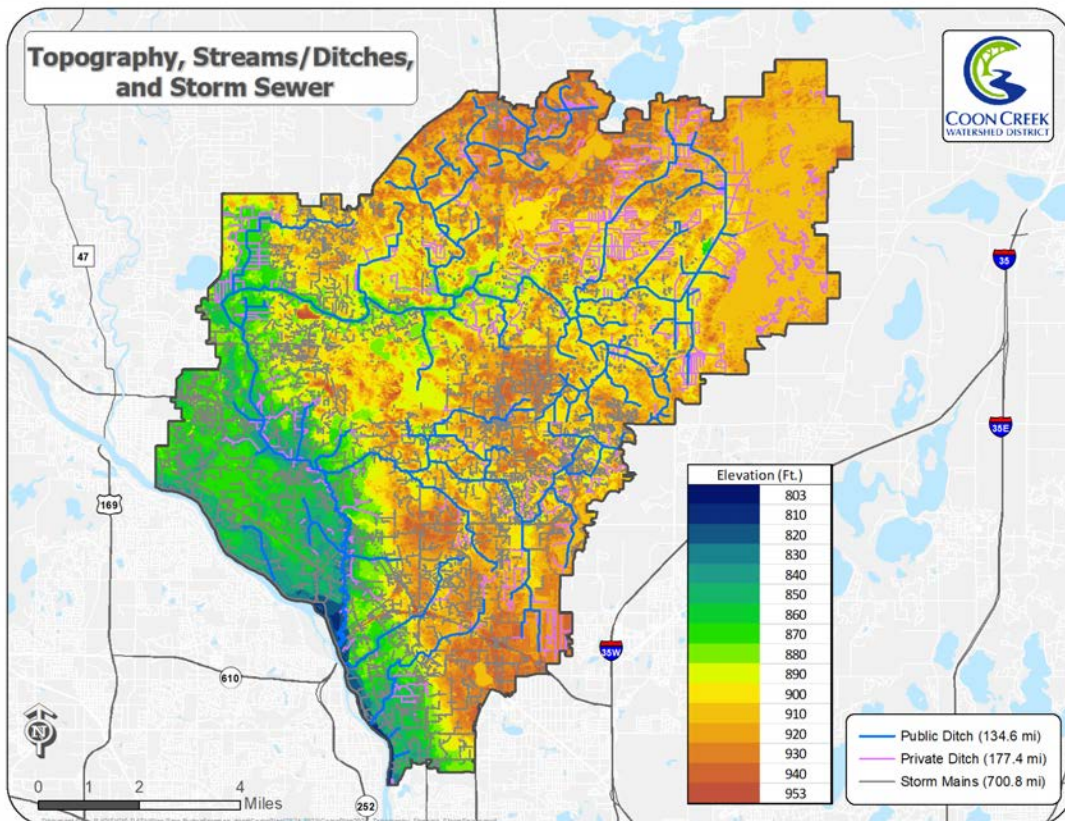 Topography, Streams/Ditches,
and Storm Sewer
COON CREEK
WATERSHED DISTRICT
47
35
35E
169
Elevation (Ft.)
803
810
820
830
840
850
860
870
880
890
900
910
920
930
940
953
35W
610
Public Ditch (134.6 mi)
Private Ditch (177.4 mi)
Storm Mains (700.8 mi)
N
0 1 2 4
Miles
252